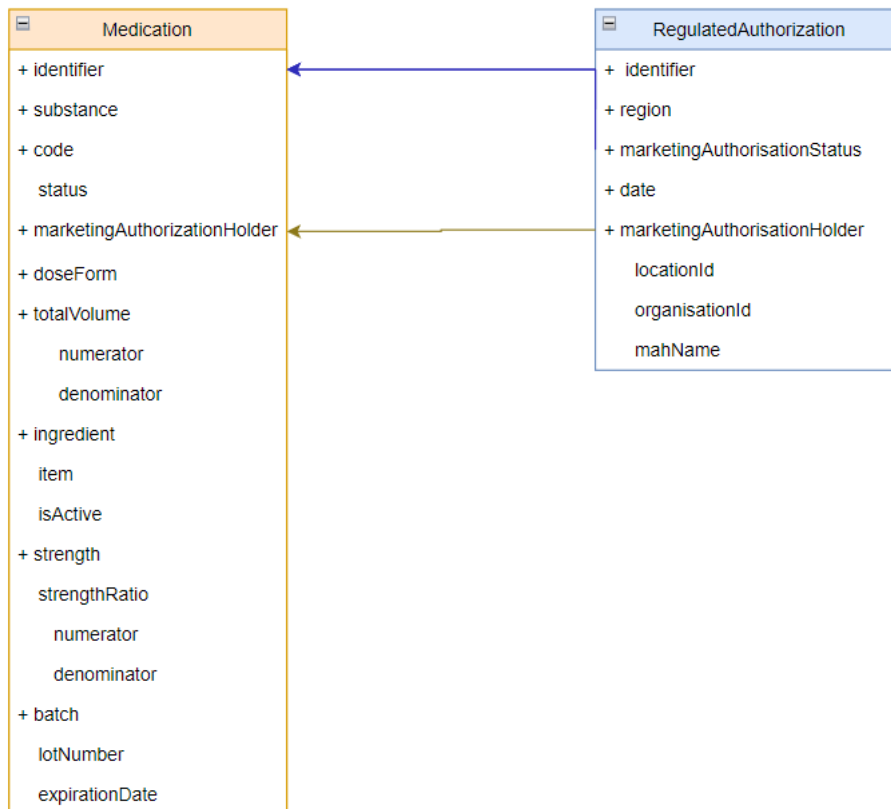 Medication
+ identifier
+ substance
+ code
status
+ marketingAuthorizationHolder
+ doseForm
+ totalVolume
numerator
denominator
+ ingredient
item
isActive
+ strength
strengthRatio
numerator
denominator
+ batch
lotNumber
expirationDate
RegulatedAuthorization
+ identifier
+ region
+ marketingAuthorisationStatus
+ date
+ marketingAuthorisationHolder
locationId
organisationId
mahName